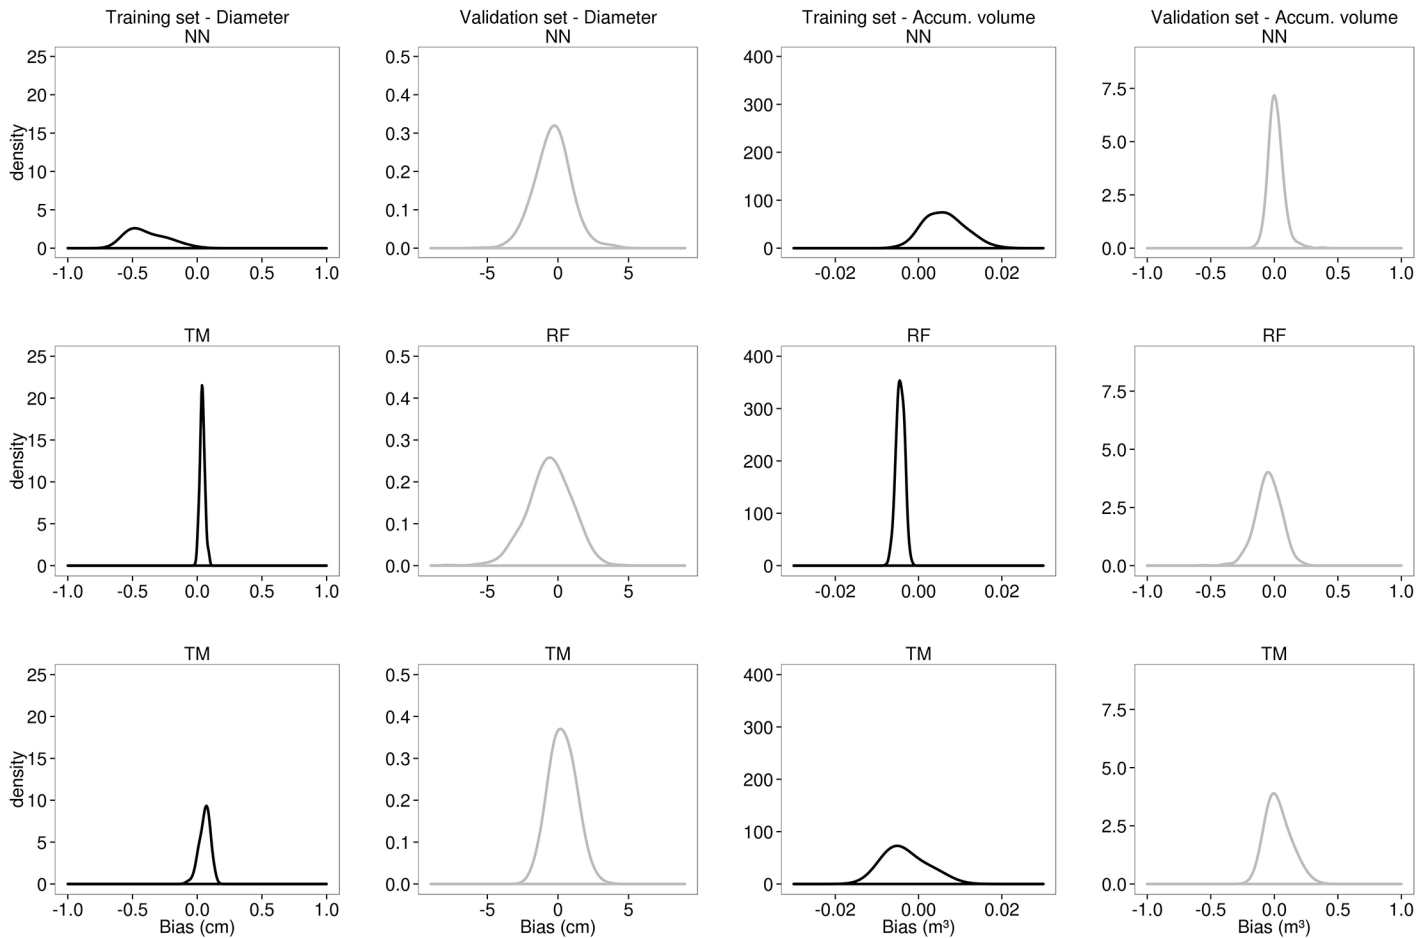 Training set - Diameter
NN
25
20
15
10
5
0
density
-1.0 -0.5 0.0 0.5 1.0
Validation set - Diameter
NN
0.5
0.4
0.3
0.2
0.1
0.0
-5 0 5
Training set - Accum. volume
NN
400
300
200
100
0
-0.02 0.00 0.02
Validation set - Accum. volume
NN
7.5
5.0
2.5
0.0
-1.0 -0.5 0.0 0.5 1.0
TM
25
20
15
10
5
0
density
-1.0 -0.5 0.0 0.5 1.0
RF
0.5
0.4
0.3
0.2
0.1
0.0
-5 0 5
RF
400
300
200
100
0
-0.02 0.00 0.02
RF
7.5
5.0
2.5
0.0
-1.0 -0.5 0.0 0.5 1.0
TM
25
20
15
10
5
0
density
-1.0 -0.5 0.0 0.5 1.0
Bias (cm)
TM
0.5
0.4
0.3
0.2
0.1
0.0
-5 0 5
Bias (cm)
TM
400
300
200
100
0
-0.02 0.00 0.02
Bias (m³)
TM
7.5
5.0
2.5
0.0
-1.0 -0.5 0.0 0.5 1.0
Bias (m³)